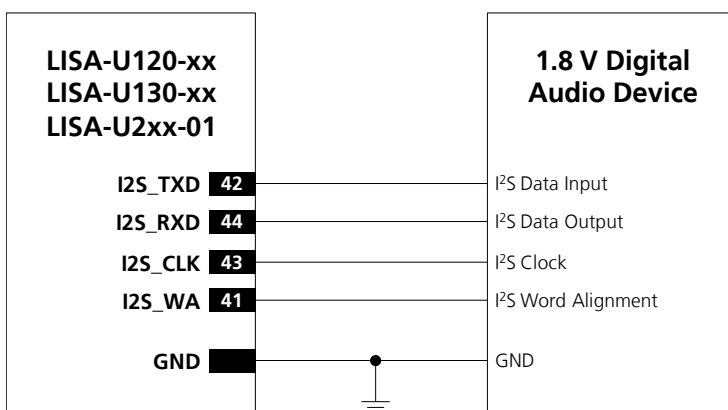 LISA-U120-xx
LISA-U130-xx
LISA-U2xx-01
1.8 V Digital
Audio Device
I2S_TXD 42 I²S Data Input
I2S_RXD 44 I²S Data Output
I2S_CLK 43 I²S Clock
I2S_WA 41 I²S Word Alignment
GND GND